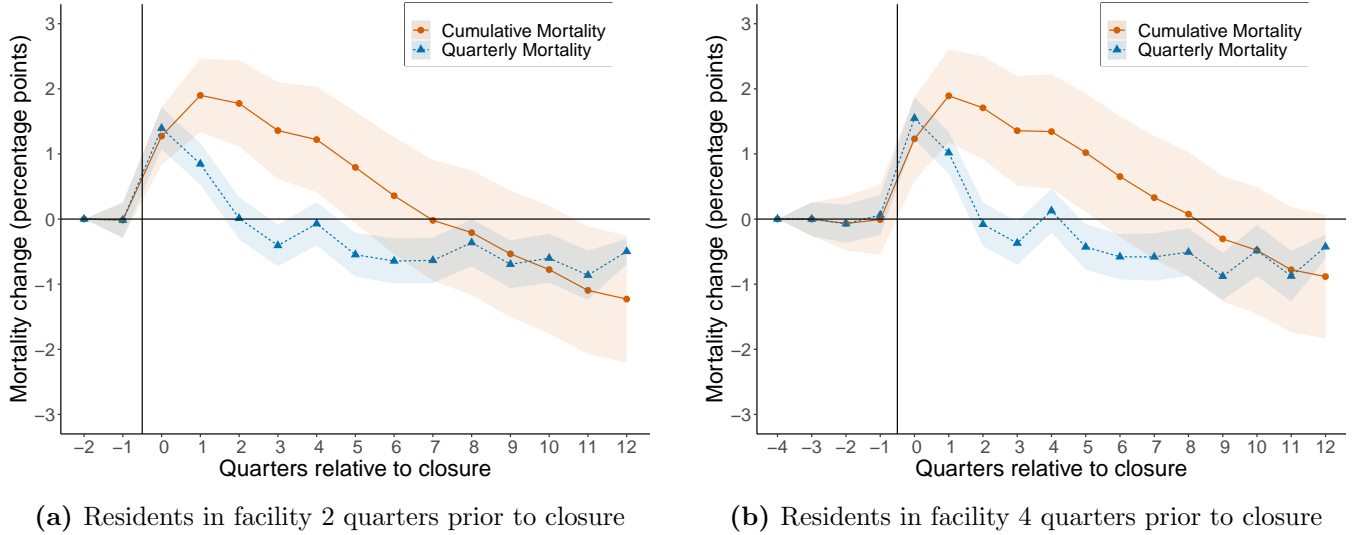 Mortality change (percentage points)
3
2
1
0
−1
−2
−3
Cumulative Mortality
Quarterly Mortality
−2 −1 0 1 2 3 4 5 6 7 8 9 10 11 12
Quarters relative to closure
(a) Residents in facility 2 quarters prior to closure
Mortality change (percentage points)
3
2
1
0
−1
−2
−3
Cumulative Mortality
Quarterly Mortality
−4 −3 −2 −1 0 1 2 3 4 5 6 7 8 9 10 11 12
Quarters relative to closure
(b) Residents in facility 4 quarters prior to closure